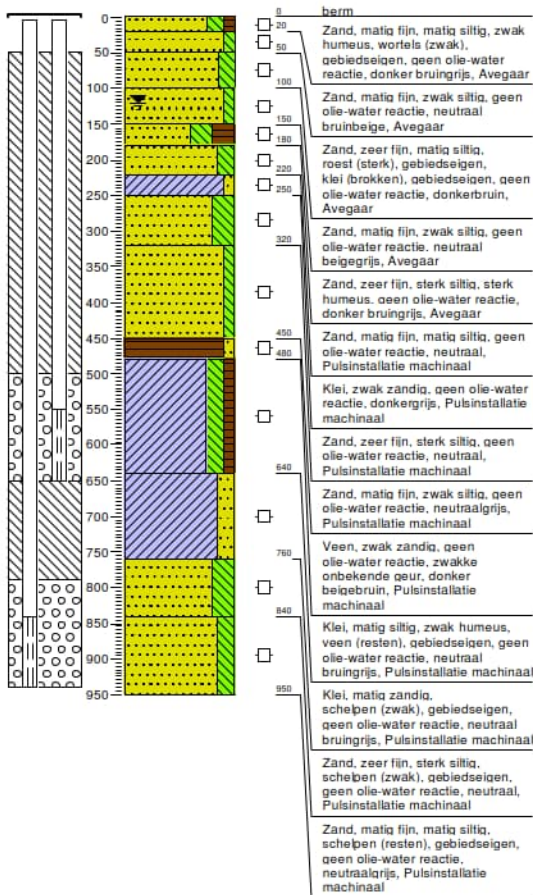 0
50
100
150
200
250
300
350
400
450
500
550
600
650
700
750
800
850
900
950
0
20
50
100
150
180
220
250
320
450
480
640
760
840
950
berm
Zand, matig fijn, matig siltig, zwak
humeus, wortels (zwak),
gebiedseigen, geen olie-water
reactie, donker bruingrijs, Avegaar
Zand, matig fijn, zwak siltig, geen
olie-water reactie, neutraal
bruinbeige, Avegaar
Zand, zeer fijn, matig siltig,
roest (sterk), gebiedseigen,
klei (brokken), gebiedseigen, geen
olie-water reactie, donkerbruin,
Avegaar
Zand, matig fijn, zwak siltig, geen
olie-water reactie, neutraal
beigegrijs, Avegaar
Zand, zeer fijn, sterk siltig, sterk
humeus, geen olie-water reactie,
donker bruingrijs, Avegaar
Zand, matig fijn, matig siltig, geen
olie-water reactie, neutraal,
Pulsinstallatie machinaal
Klei, zwak zandig, geen olie-water
reactie, donkergrijs, Pulsinstallatie
machinaal
Zand, zeer fijn, sterk siltig, geen
olie-water reactie, neutraal,
Pulsinstallatie machinaal
Zand, matig fijn, zwak siltig, geen
olie-water reactie, neutraalgrijs,
Pulsinstallatie machinaal
Veen, zwak zandig, geen
olie-water reactie, zwakke
onbekende geur, donker
beigebruin, Pulsinstallatie
machinaal
Klei, matig siltig, zwak humeus,
veen (resten), gebiedseigen, geen
olie-water reactie, neutraal
bruingrijs, Pulsinstallatie machinaal
Klei, matig zandig,
schelpen (zwak), gebiedseigen,
geen olie-water reactie, neutraal
bruingrijs, Pulsinstallatie machinaal
Zand, zeer fijn, sterk siltig,
schelpen (zwak), gebiedseigen,
geen olie-water reactie, neutraal,
Pulsinstallatie machinaal
Zand, matig fijn, matig siltig,
schelpen (resten), gebiedseigen,
geen olie-water reactie,
neutraalgrijs, Pulsinstallatie
machinaal